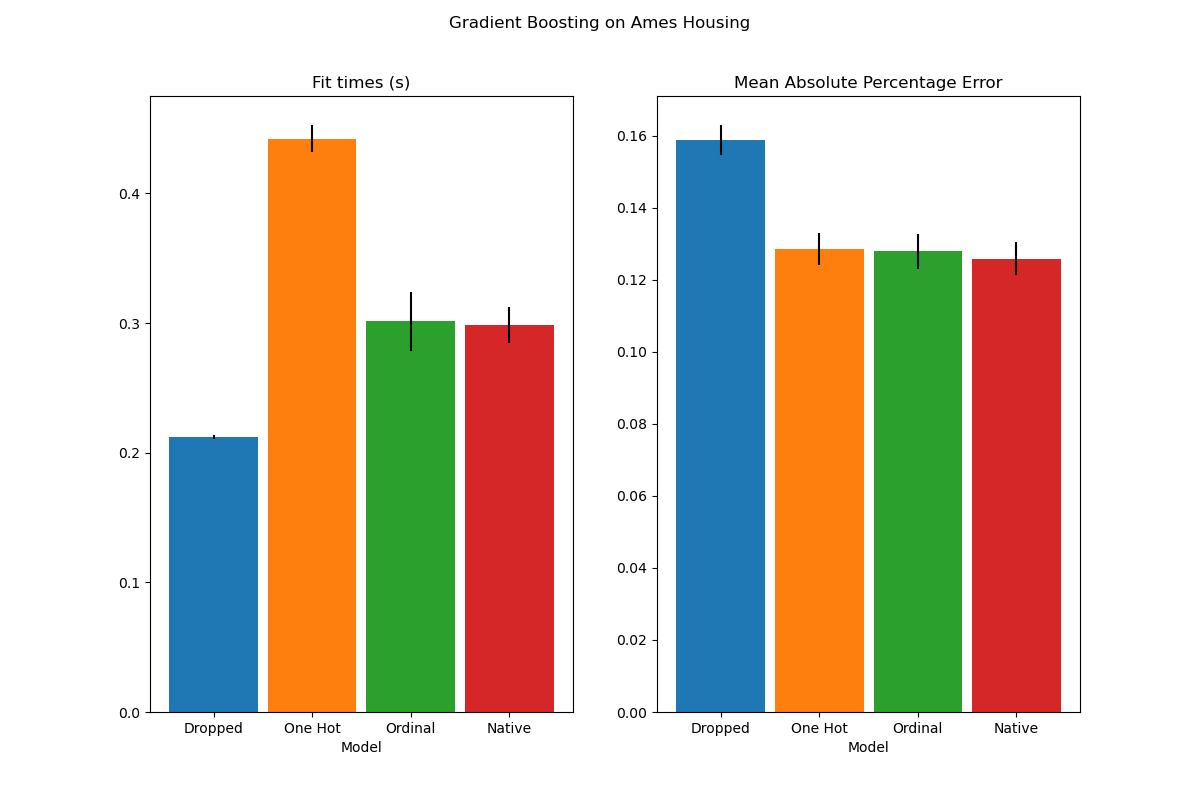 Gradient Boosting on Ames Housing
Fit times (s)
0.4
0.3
0.2
0.1
0.0
Dropped One Hot Ordinal Native
Model
Mean Absolute Percentage Error
0.16
0.14
0.12
0.10
0.08
0.06
0.04
0.02
0.00
Dropped One Hot Ordinal Native
Model